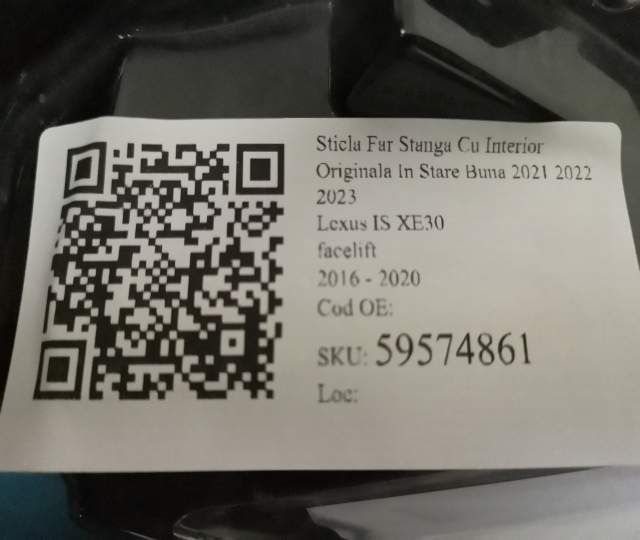 Sticla Far Stanga Cu Interior
Originala In Stare Buna 2021 2022
2023
Lexus IS XE30
facelift
2016 - 2020
Cod OE:
SKU: 59574861
Loc: